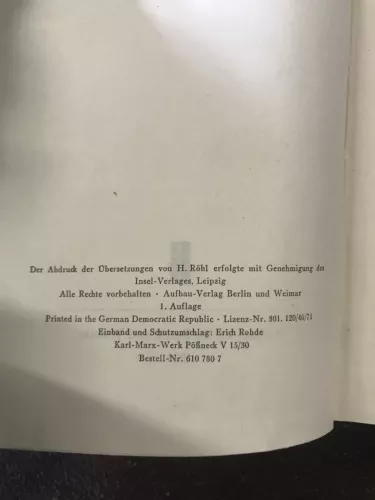 Der Abdruck der Übersetzungen von H. Röhl erfolgte mit Genehmigung des
Insel-Verlages, Leipzig
Alle Rechte vorbehalten · Aufbau-Verlag Berlin und Weimar
1. Auflage
Printed in the German Democratic Republic · Lizenz-Nr. 301. 120/46/71
Einband und Schutzumschlag: Erich Rohde
Karl-Marx-Werk Pößneck V 15/30
Bestell-Nr. 610 780 7